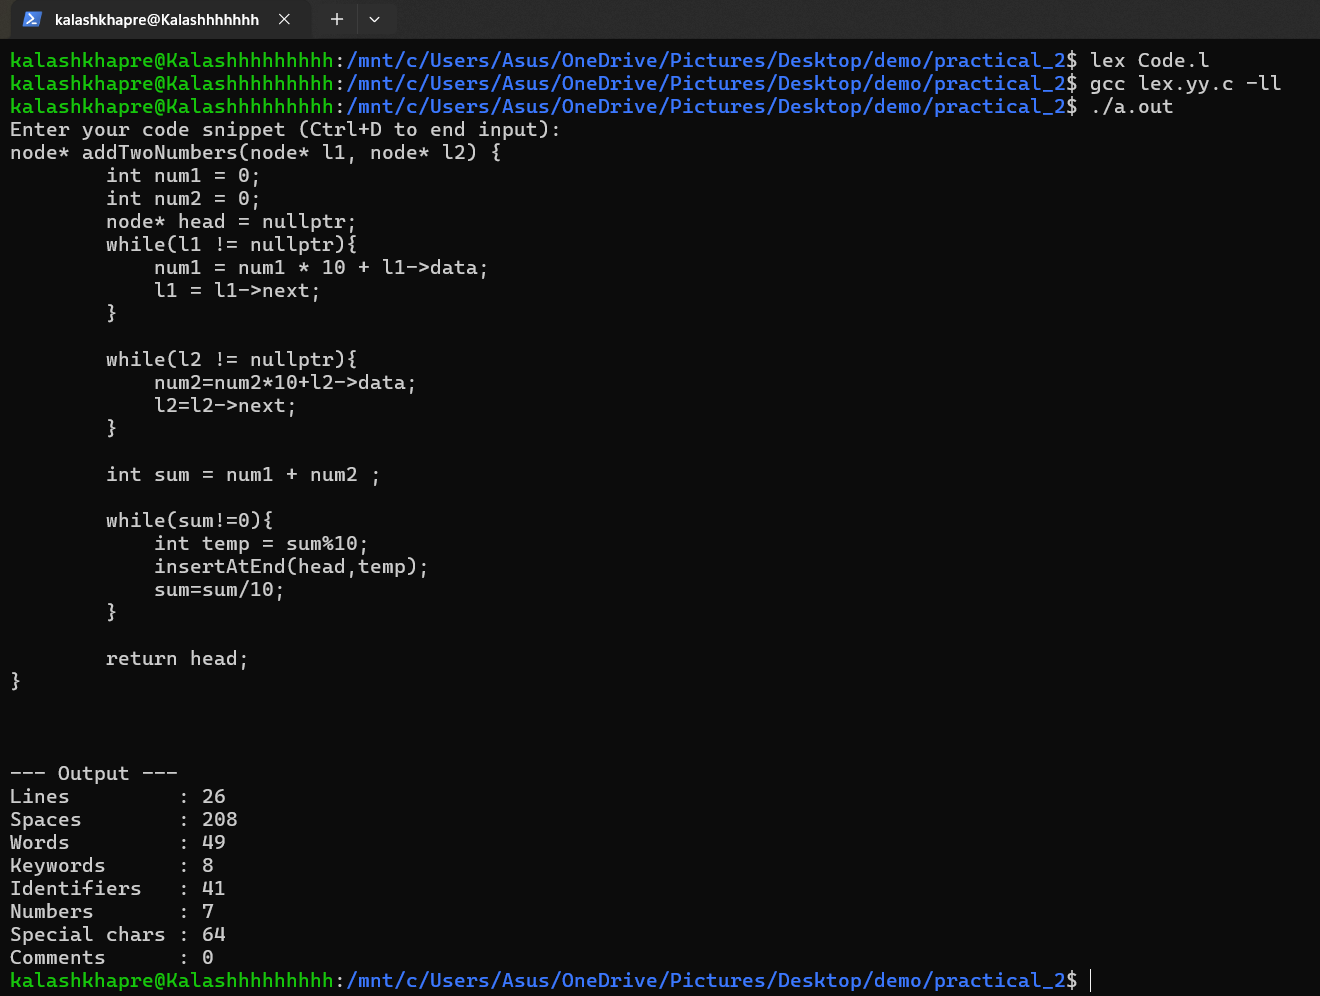 kalashkhapre@Kalashhhhhhh
kalashkhapre@Kalashhhhhhhhh:/mnt/c/Users/Asus/OneDrive/Pictures/Desktop/demo/practical_2$ lex Code.l
kalashkhapre@Kalashhhhhhhhh:/mnt/c/Users/Asus/OneDrive/Pictures/Desktop/demo/practical_2$ gcc lex.yy.c -ll
kalashkhapre@Kalashhhhhhhhh:/mnt/c/Users/Asus/OneDrive/Pictures/Desktop/demo/practical_2$ ./a.out
Enter your code snippet (Ctrl+D to end input):
node* addTwoNumbers(node* l1, node* l2) {
        int num1 = 0;
        int num2 = 0;
        node* head = nullptr;
        while(l1 != nullptr){
            num1 = num1 * 10 + l1->data;
            l1 = l1->next;
        }
        while(l2 != nullptr){
            num2=num2*10+l2->data;
            l2=l2->next;
        }
        int sum = num1 + num2 ;
        while(sum!=0){
            int temp = sum%10;
            insertAtEnd(head,temp);
            sum=sum/10;
        }
        return head;
}
--- Output ---
Lines         : 26
Spaces        : 208
Words         : 49
Keywords      : 8
Identifiers   : 41
Numbers       : 7
Special chars : 64
Comments      : 0
kalashkhapre@Kalashhhhhhhhh:/mnt/c/Users/Asus/OneDrive/Pictures/Desktop/demo/practical_2$